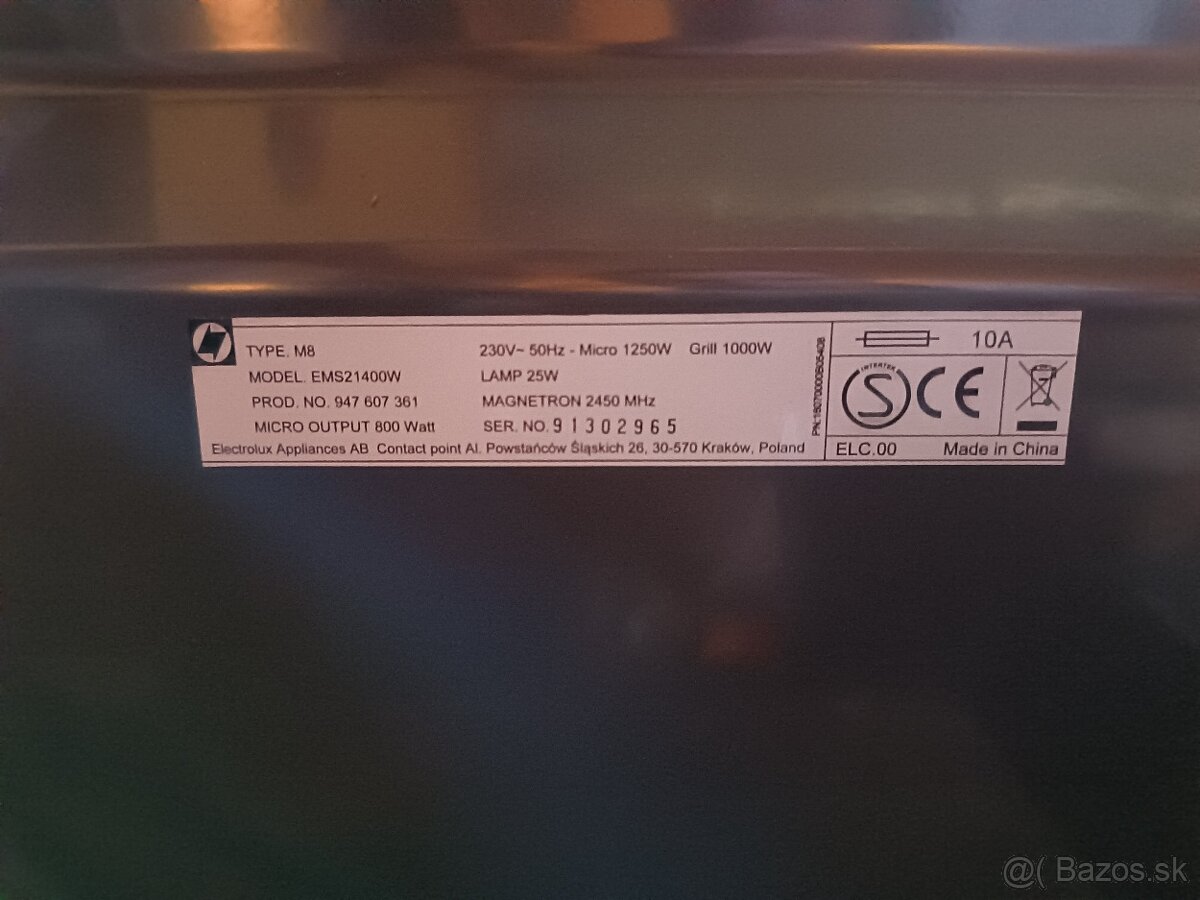 TYPE. M8
230V~ 50Hz - Micro 1250W Grill 1000W
MODEL. EMS21400W
LAMP 25W
PROD. NO. 947 607 361
MAGNETRON 2450 MHz
MICRO OUTPUT 800 Watt
SER. NO. 91302965
Electrolux Appliances AB Contact point Al. Powstańców Śląskich 26, 30-570 Kraków, Poland
10A
INTERTEK
S CE
ELC.00 Made in China
@( Bazos.sk